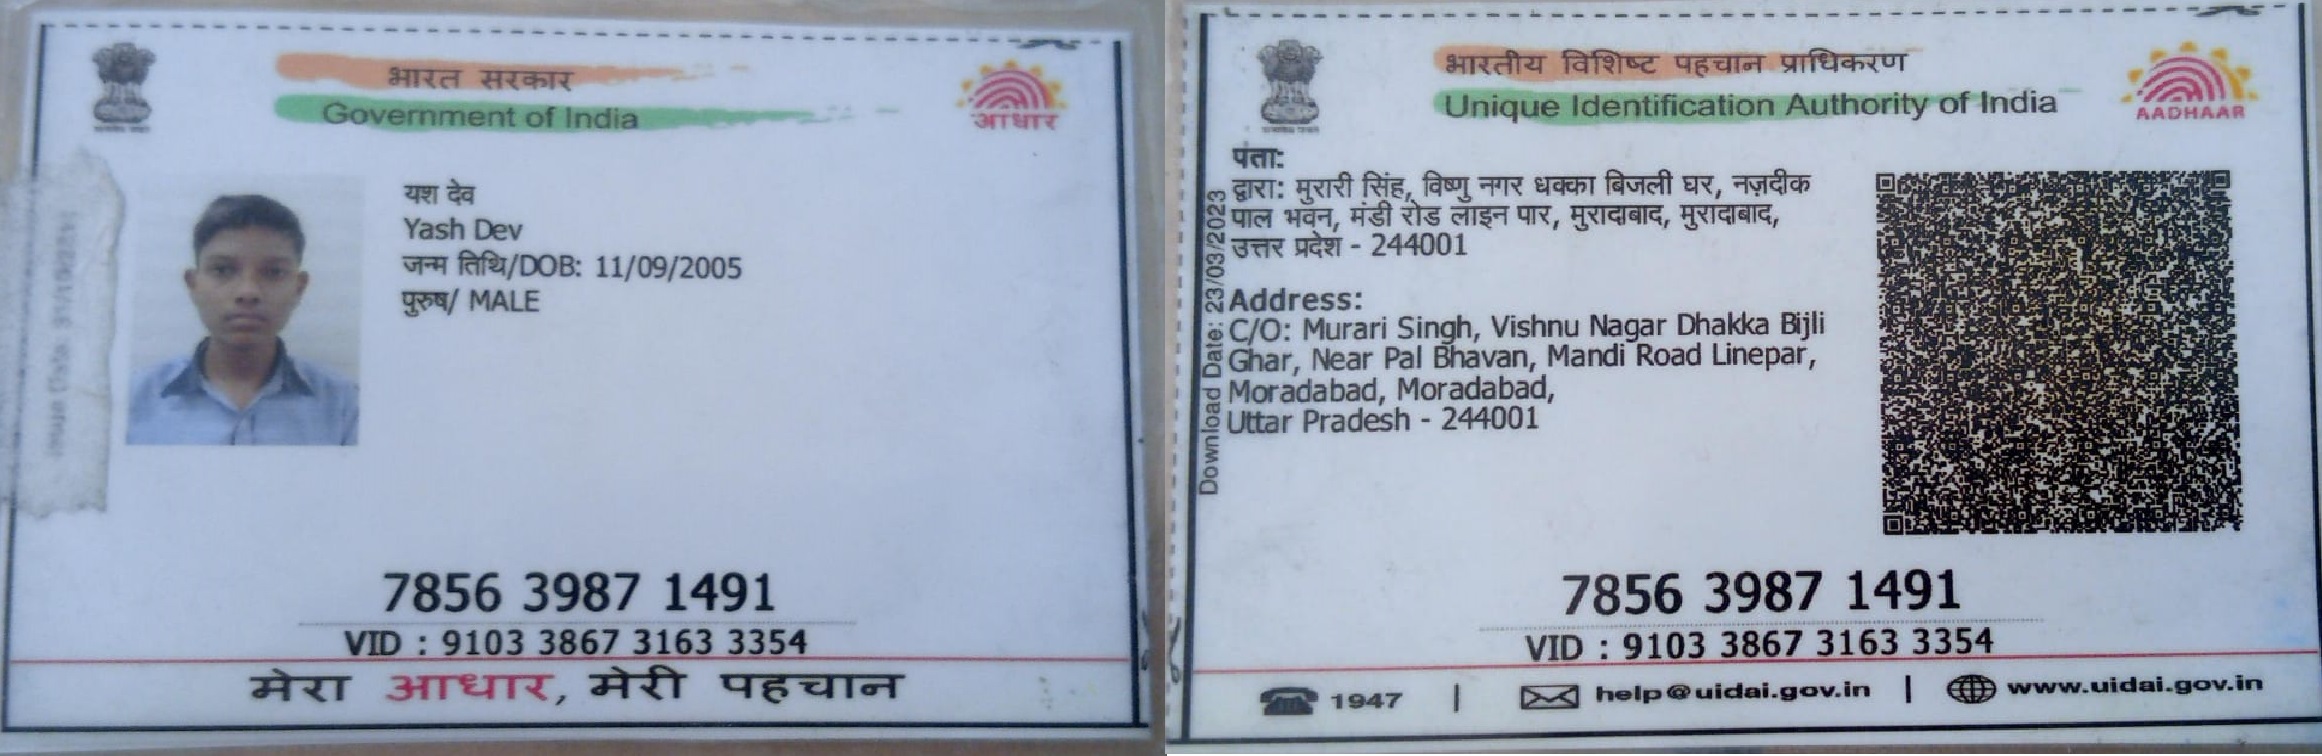 भारत सरकार
Government of India
आधार
यश देव
Yash Dev
जन्म तिथि/DOB: 11/09/2005
पुरुष/ MALE
7856 3987 1491
VID : 9103 3867 3163 3354
मेरा आधार, मेरी पहचान
भारतीय विशिष्ट पहचान प्राधिकरण
Unique Identification Authority of India
AADHAAR
Download Date: 23/03/2023
पता:
द्वारा: मुरारी सिंह, विष्णु नगर धक्का बिजली घर, नज़दीक
पाल भवन, मंडी रोड लाइन पार, मुरादाबाद, मुरादाबाद,
उत्तर प्रदेश - 244001
Address:
C/O: Murari Singh, Vishnu Nagar Dhakka Bijli
Ghar, Near Pal Bhavan, Mandi Road Linepar,
Moradabad, Moradabad,
Uttar Pradesh - 244001
7856 3987 1491
VID : 9103 3867 3163 3354
1947 | help@uidai.gov.in | www.uidai.gov.in